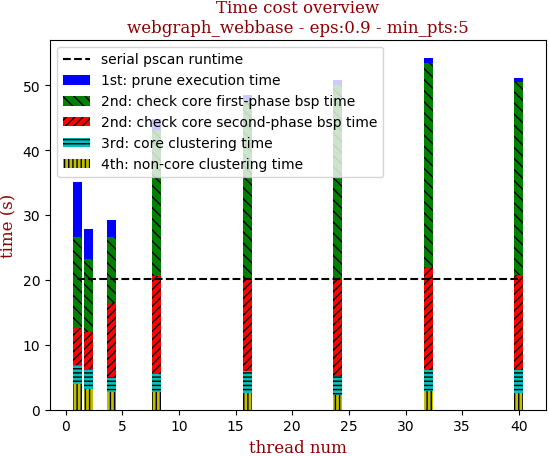 Time cost overview
webgraph_webbase - eps:0.9 - min_pts:5
serial pscan runtime
1st: prune execution time
2nd: check core first-phase bsp time
2nd: check core second-phase bsp time
3rd: core clustering time
4th: non-core clustering time
time (s)
50
40
30
20
10
0
0 5 10 15 20 25 30 35 40
thread num